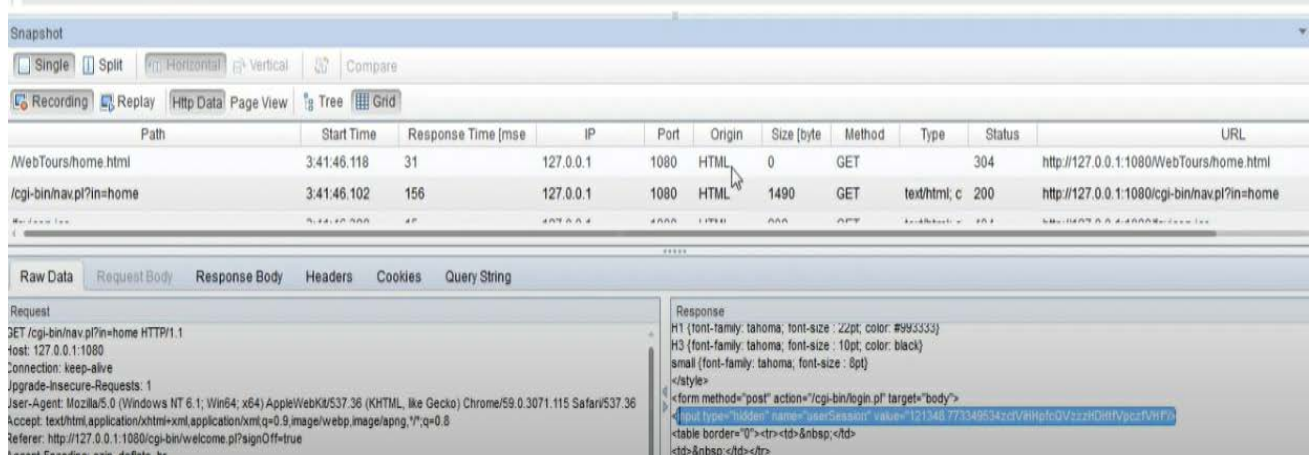 Snapshot
Single Split Horizontal Vertical Compare
Recording Replay Http Data Page View Tree Grid
Path Start Time Response Time [mse IP Port Origin Size [byte Method Type Status URL
/WebTours/home.html 3:41:46.118 31 127.0.0.1 1080 HTML 0 GET 304 http://127.0.0.1:1080/WebTours/home.html
/cgi-bin/nav.pl?in=home 3:41:46.102 156 127.0.0.1 1080 HTML 1490 GET text/html; c 200 http://127.0.0.1:1080/cgi-bin/nav.pl?in=home
Raw Data Request Body Response Body Headers Cookies Query String
Request
GET /cgi-bin/nav.pl?in=home HTTP/1.1
Host: 127.0.0.1:1080
Connection: keep-alive
Upgrade-Insecure-Requests: 1
User-Agent: Mozilla/5.0 (Windows NT 6.1; Win64; x64) AppleWebKit/537.36 (KHTML, like Gecko) Chrome/59.0.3071.115 Safari/537.36
Accept: text/html,application/xhtml+xml,application/xml;q=0.9,image/webp,image/apng,*/*;q=0.8
Referer: http://127.0.0.1:1080/cgi-bin/welcome.pl?signOff=true
Response
H1 {font-family: tahoma; font-size : 22pt; color: #993333}
H3 {font-family: tahoma; font-size : 10pt; color: black}
small {font-family: tahoma; font-size : 8pt}
</style>
<form method="post" action="/cgi-bin/login.pl" target="body">
<input type="hidden" name="userSession"
<table border="0"><tr><td>&nbsp;</td>
<td>&nbsp;</td></tr>